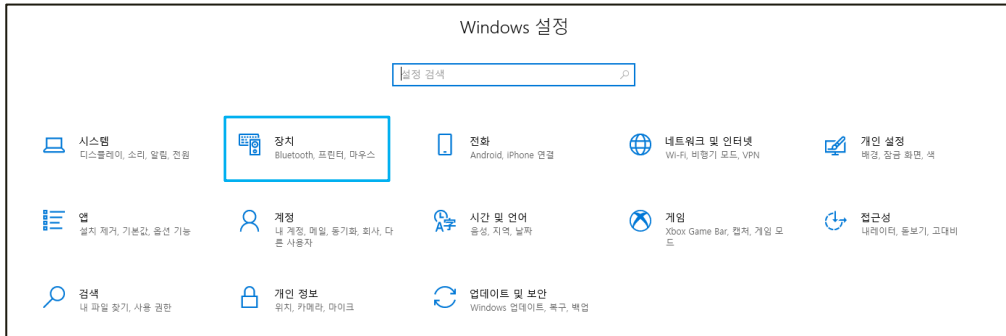 Windows 설정
설정 검색
시스템
디스플레이, 소리, 알림, 전원
장치
Bluetooth, 프린터, 마우스
전화
Android, iPhone 연결
네트워크 및 인터넷
Wi-Fi, 비행기 모드, VPN
개인 설정
배경, 잠금 화면, 색
앱
설치 제거, 기본값, 옵션 기능
계정
내 계정, 메일, 동기화, 회사, 다
른 사용자
시간 및 언어
음성, 지역, 날짜
게임
Xbox Game Bar, 캡처, 게임 모
드
접근성
내레이터, 돋보기, 고대비
검색
내 파일 찾기, 사용 권한
개인 정보
위치, 카메라, 마이크
업데이트 및 보안
Windows 업데이트, 복구, 백업